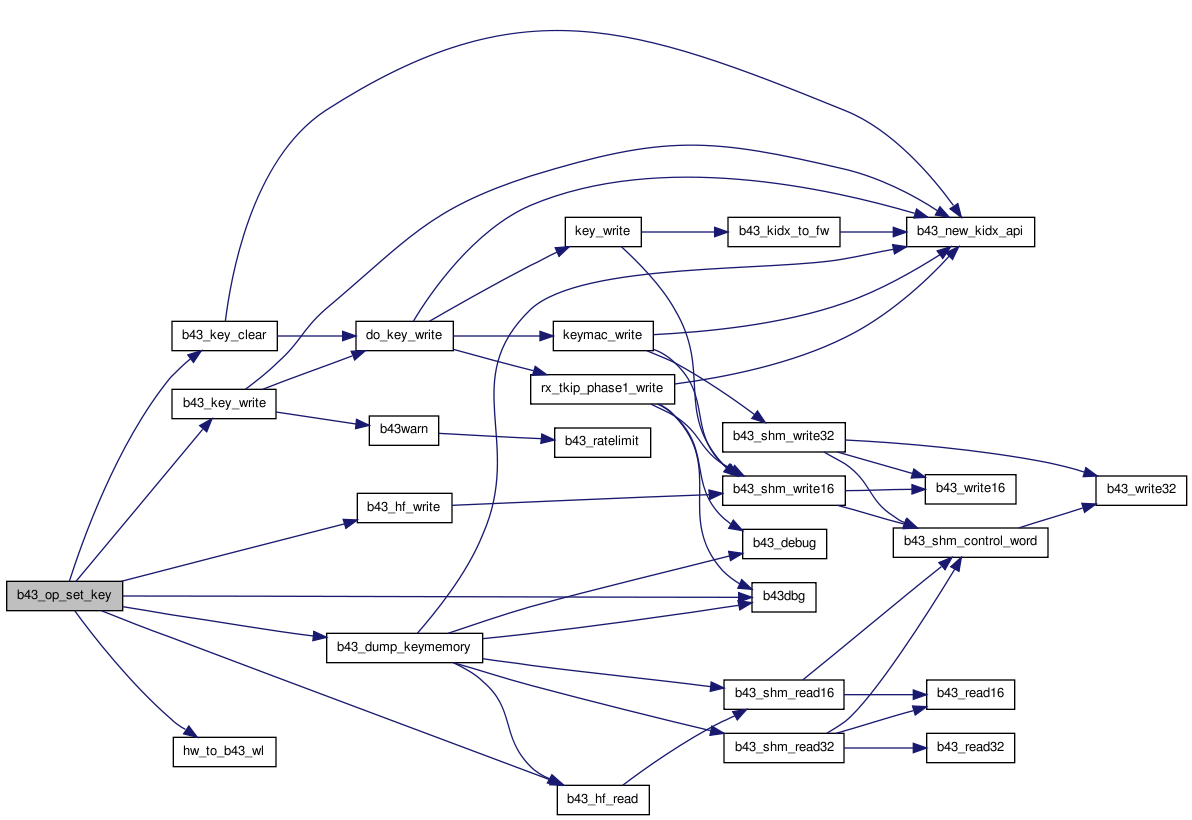 key_write
b43_kidx_to_fw
b43_new_kidx_api
b43_key_clear
do_key_write
keymac_write
rx_tkip_phase1_write
b43_key_write
b43warn
b43_ratelimit
b43_shm_write32
b43_hf_write
b43_shm_write16
b43_write16
b43_write32
b43_debug
b43_shm_control_word
b43_op_set_key
b43dbg
b43_dump_keymemory
b43_shm_read16
b43_read16
hw_to_b43_wl
b43_shm_read32
b43_read32
b43_hf_read